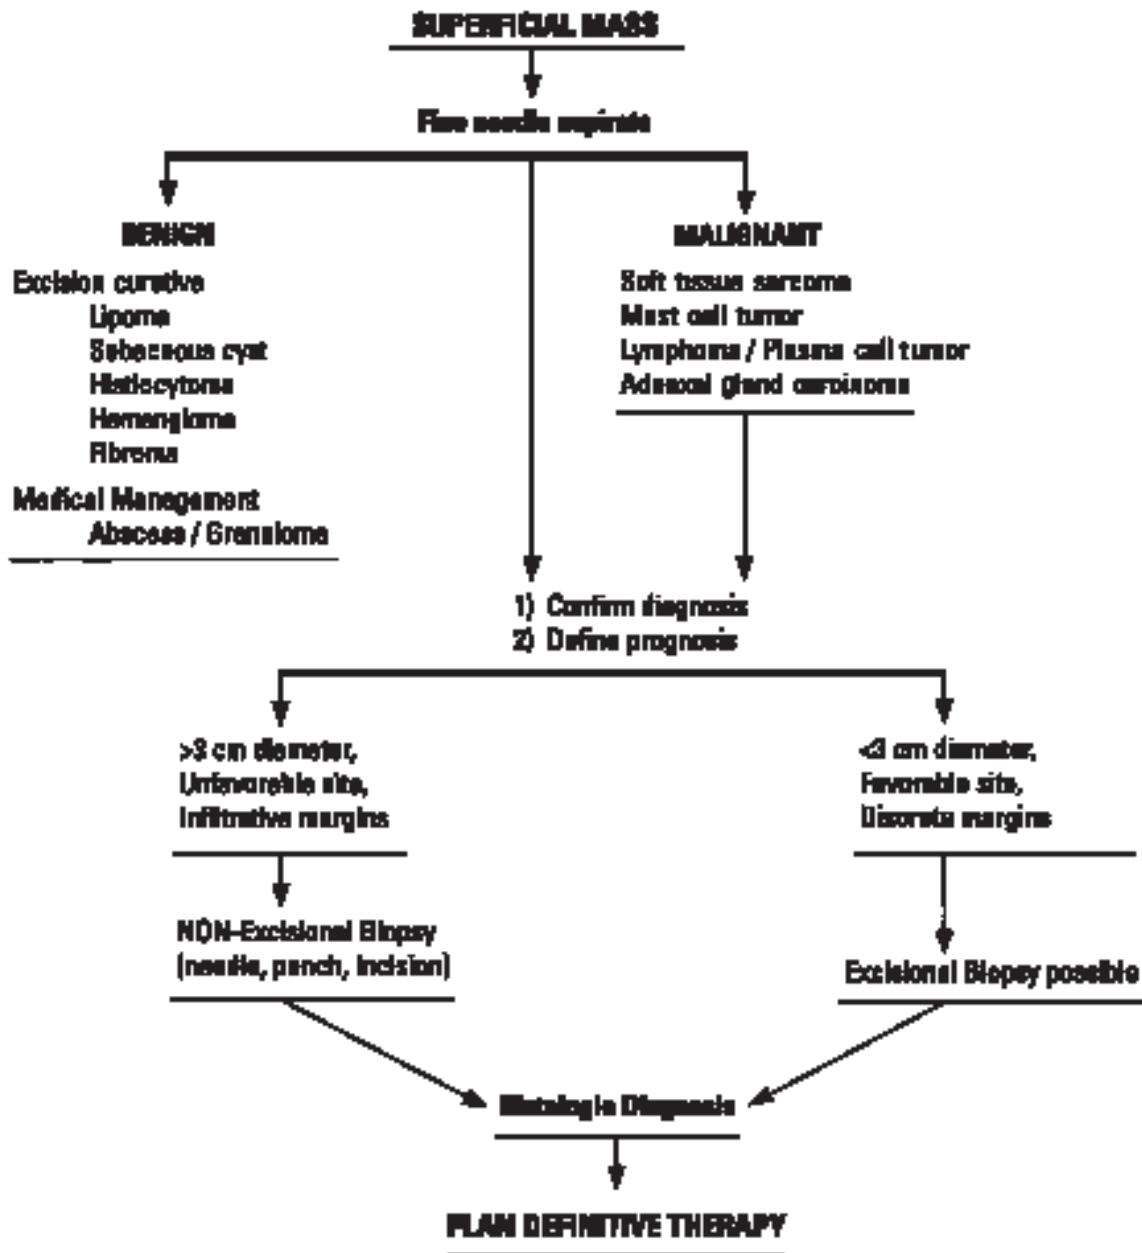 SUPERFICIAL MASS
Fine needle aspirate
BENIGN
Excision curative
Lipoma
Sebaceous cyst
Histiocytoma
Hemangioma
Fibroma
Medical Management
Abscess / Granuloma
MALIGNANT
Soft tissue sarcoma
Mast cell tumor
Lymphoma / Plasma cell tumor
Adnexal gland carcinoma
1) Confirm diagnosis
2) Define prognosis
>3 cm diameter,
Unfavorable site,
Infiltrative margins
NON-Excisional Biopsy
(needle, punch, incision)
<3 cm diameter,
Favorable site,
Discrete margins
Excisional Biopsy possible
Histologic Diagnosis
PLAN DEFINITIVE THERAPY